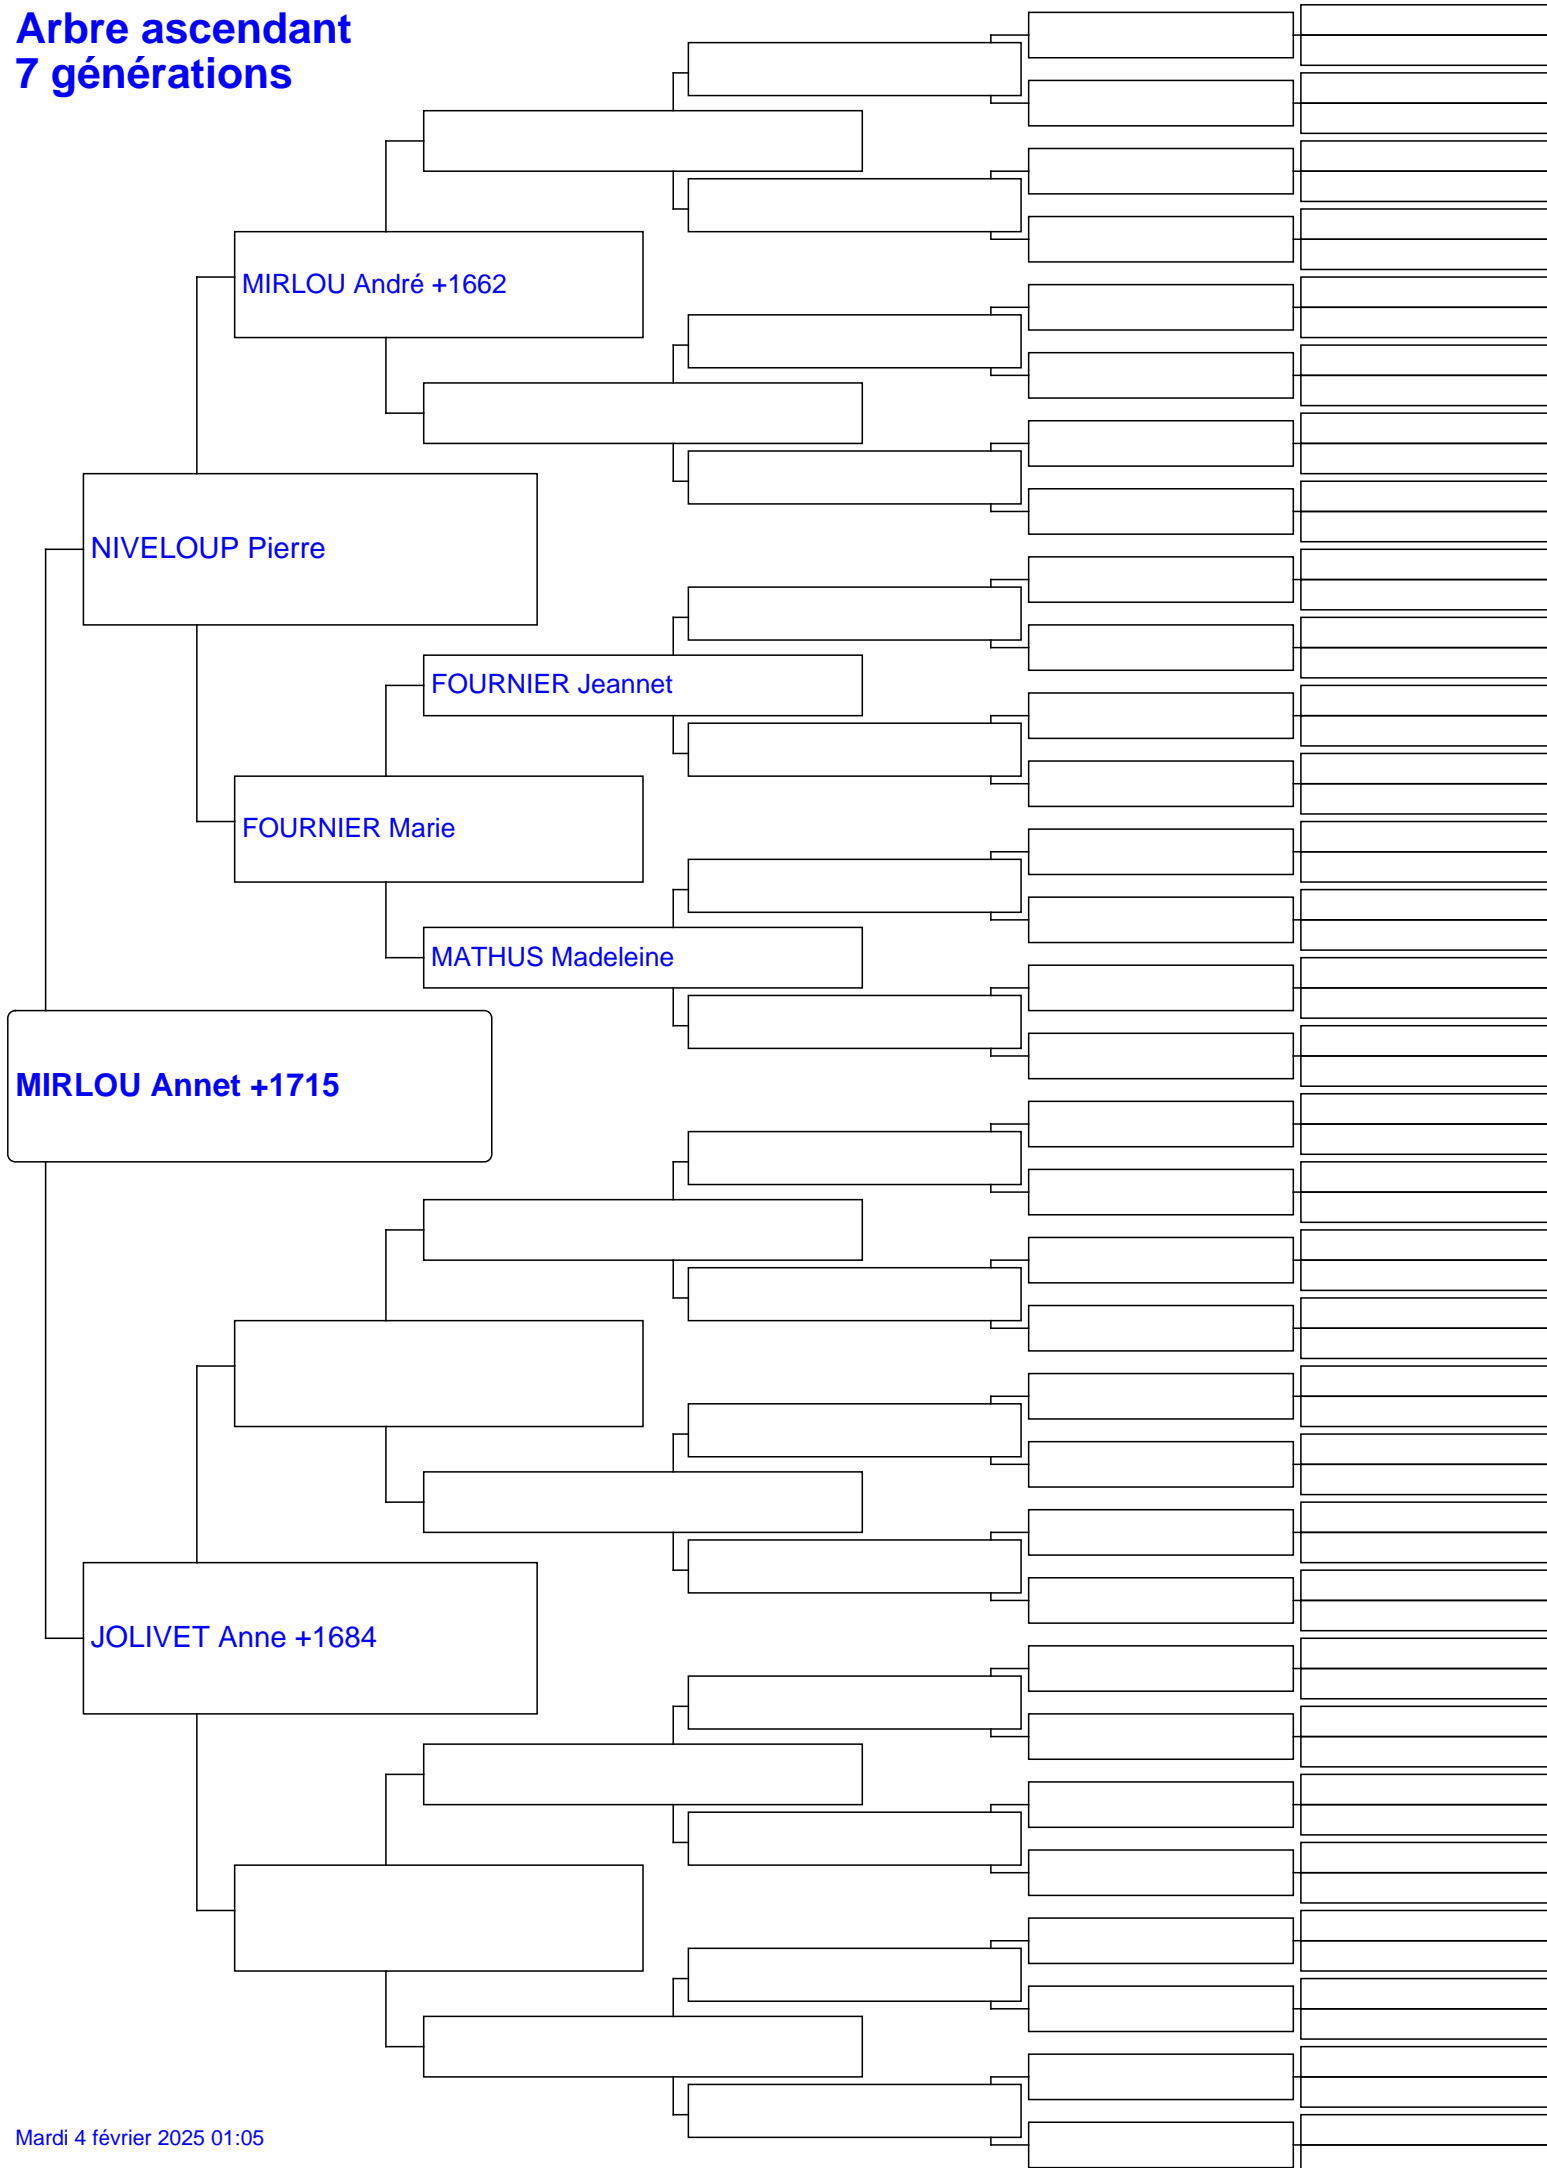 Arbre ascendant
7 générations
MIRLOU André +1662
NIVELOUP Pierre
FOURNIER Jeannet
FOURNIER Marie
MATHUS Madeleine
MIRLOU Annet +1715
JOLIVET Anne +1684
Mardi 4 février 2025 01:05